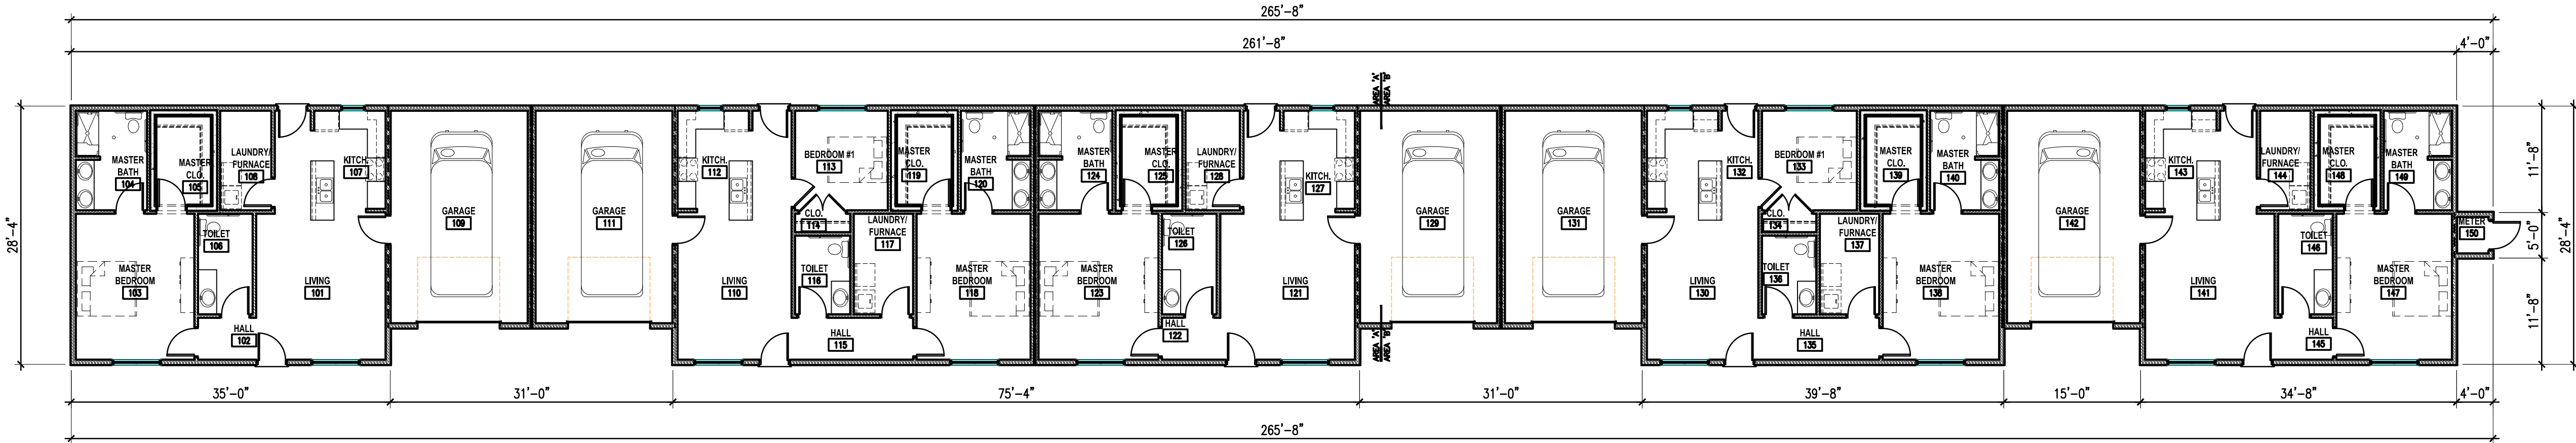 265'-8"
261'-8"
4'-0"
AREA 'A'
AREA 'B'
28'-4"
11'-8"
5'-0"
11'-8"
28'-4"
MASTER
BATH
104
MASTER
CLO.
105
LAUNDRY/
FURNACE
108
KITCH.
107
TOILET
106
MASTER
BEDROOM
103
HALL
102
LIVING
101
GARAGE
109
GARAGE
111
KITCH.
112
BEDROOM #1
113
MASTER
CLO.
119
MASTER
BATH
120
CLO.
114
LAUNDRY/
FURNACE
117
TOILET
116
LIVING
110
HALL
115
MASTER
BEDROOM
118
MASTER
BATH
124
MASTER
CLO.
125
LAUNDRY/
FURNACE
128
KITCH.
127
TOILET
126
MASTER
BEDROOM
123
HALL
122
LIVING
121
GARAGE
129
GARAGE
131
KITCH.
132
BEDROOM #1
133
MASTER
CLO.
139
MASTER
BATH
140
CLO.
134
LAUNDRY/
FURNACE
137
TOILET
136
LIVING
130
HALL
135
MASTER
BEDROOM
138
GARAGE
142
KITCH.
143
LAUNDRY/
FURNACE
144
MASTER
CLO.
148
MASTER
BATH
149
TOILET
146
LIVING
141
HALL
145
MASTER
BEDROOM
147
METER
150
AREA 'A'
AREA 'B'
35'-0"
31'-0"
75'-4"
31'-0"
39'-8"
15'-0"
34'-8"
4'-0"
265'-8"